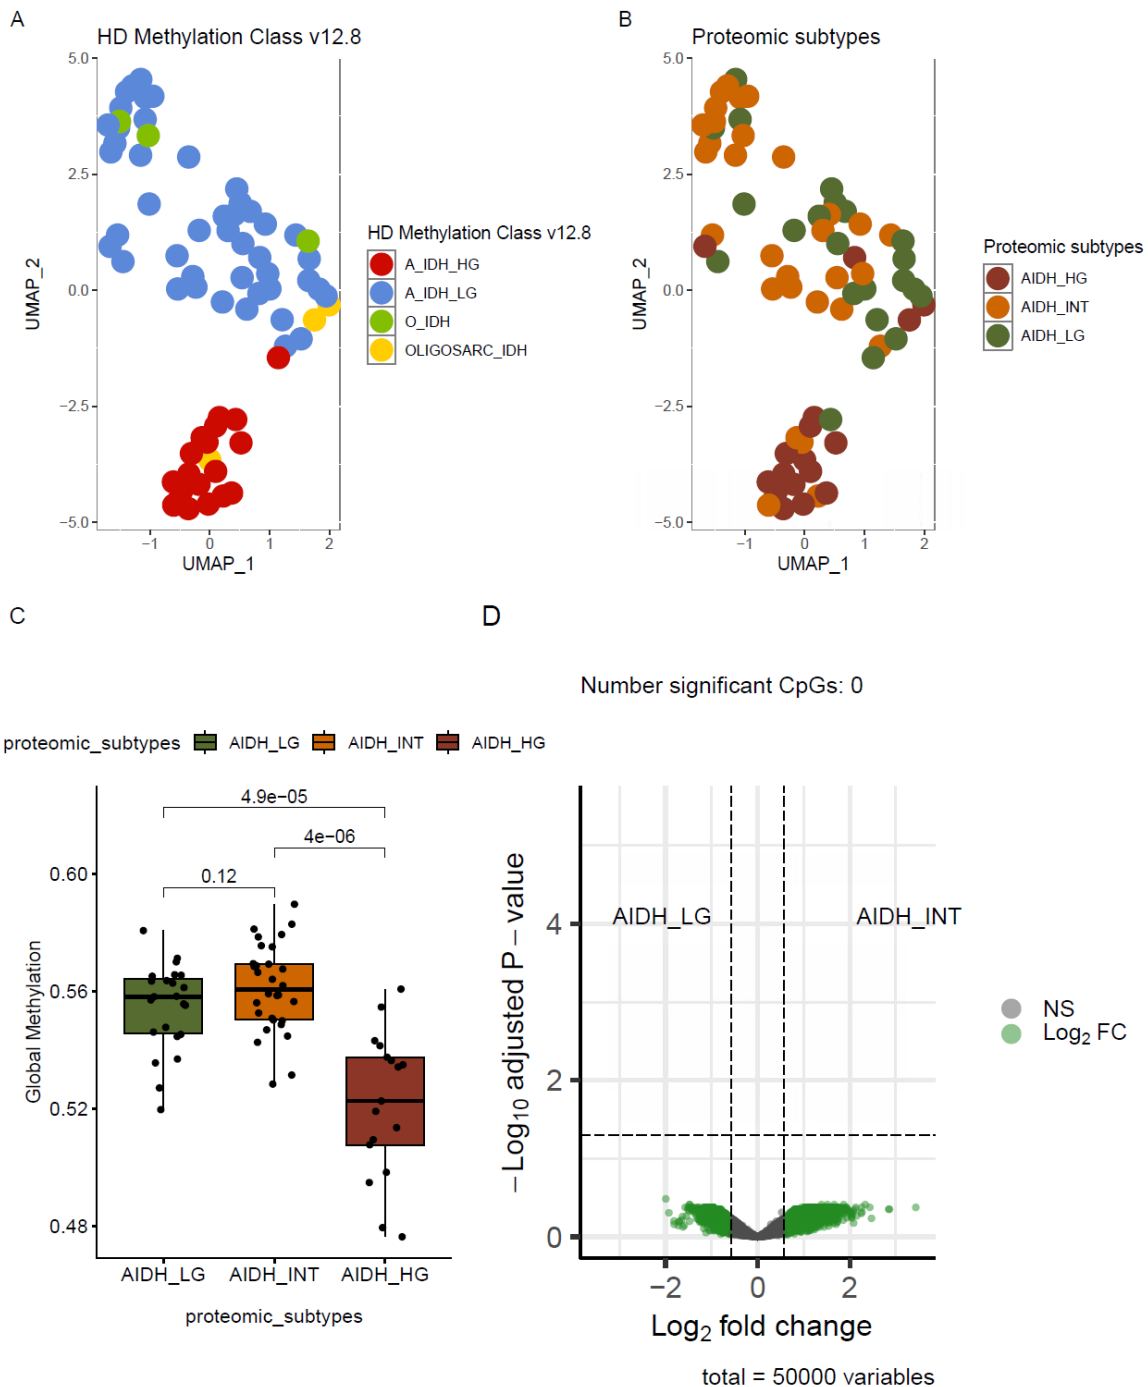 A
HD Methylation Class v12.8
5.0
2.5
0.0
−2.5
−5.0
UMAP_2
−1
0
1
2
UMAP_1
HD Methylation Class v12.8
A_IDH_HG
A_IDH_LG
O_IDH
OLIGOSARC_IDH
B
Proteomic subtypes
5.0
2.5
0.0
−2.5
−5.0
UMAP_2
−1
0
1
2
UMAP_1
Proteomic subtypes
AIDH_HG
AIDH_INT
AIDH_LG
C
proteomic_subtypes
AIDH_LG
AIDH_INT
AIDH_HG
4.9e−05
4e−06
0.12
0.60
0.56
0.52
0.48
Global Methylation
AIDH_LG
AIDH_INT
AIDH_HG
proteomic_subtypes
D
Number significant CpGs: 0
AIDH_LG
AIDH_INT
4
2
0
−Log10 adjusted P − value
−2
0
2
Log2 fold change
NS
Log2 FC
total = 50000 variables